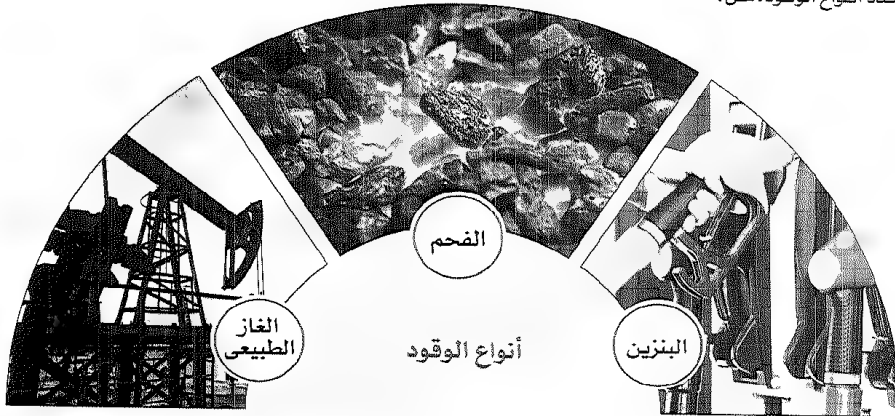 أنواع الوقود
البنزين
الفحم
الغاز
الطبيعى